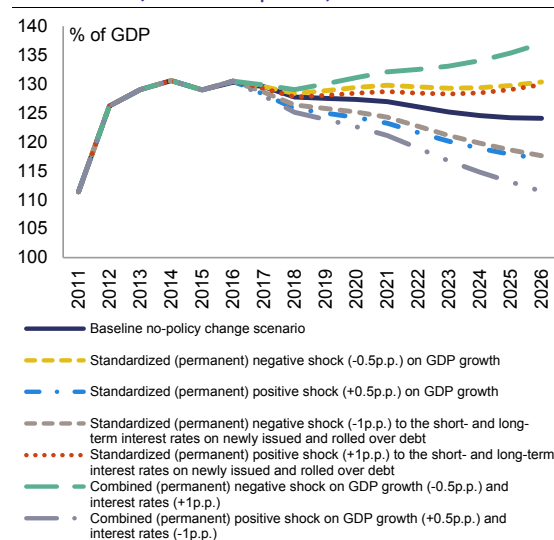 140
% of GDP
135
130
125
120
115
110
105
100
2011
2012
2013
2014
2015
2016
2017
2018
2019
2020
2021
2022
2023
2024
2025
2026
Baseline no-policy change scenario
Standardized (permanent) negative shock (-0.5p.p.) on GDP growth
Standardized (permanent) positive shock (+0.5p.p.) on GDP growth
Standardized (permanent) negative shock (-1p.p.) to the short- and long-
term interest rates on newly issued and rolled over debt
Standardized (permanent) positive shock (+1p.p.) to the short- and long-term
interest rates on newly issued and rolled over debt
Combined (permanent) negative shock on GDP growth (-0.5p.p.) and
interest rates (+1p.p.)
Combined (permanent) positive shock on GDP growth (+0.5p.p.) and
interest rates (-1p.p.)